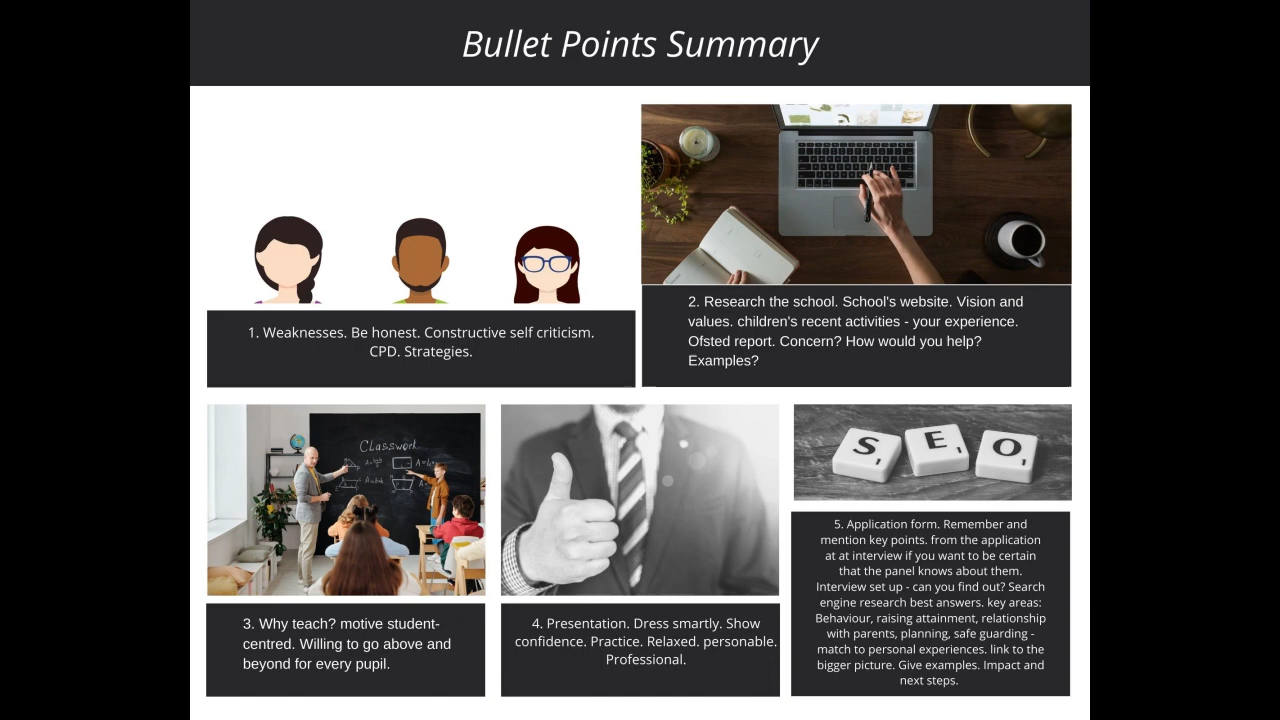 Bullet Points Summary
1. Weaknesses. Be honest. Constructive self criticism.
CPD. Strategies.
2. Research the school. School's website. Vision and
values. children's recent activities - your experience.
Ofsted report. Concern? How would you help?
Examples?
Classwork
3. Why teach? motive student-
centred. Willing to go above and
beyond for every pupil.
4. Presentation. Dress smartly. Show
confidence. Practice. Relaxed. personable.
Professional.
S E O
5. Application form. Remember and
mention key points. from the application
at at interview if you want to be certain
that the panel knows about them.
Interview set up - can you find out? Search
engine research best answers. key areas:
Behaviour, raising attainment, relationship
with parents, planning, safe guarding -
match to personal experiences. link to the
bigger picture. Give examples. Impact and
next steps.